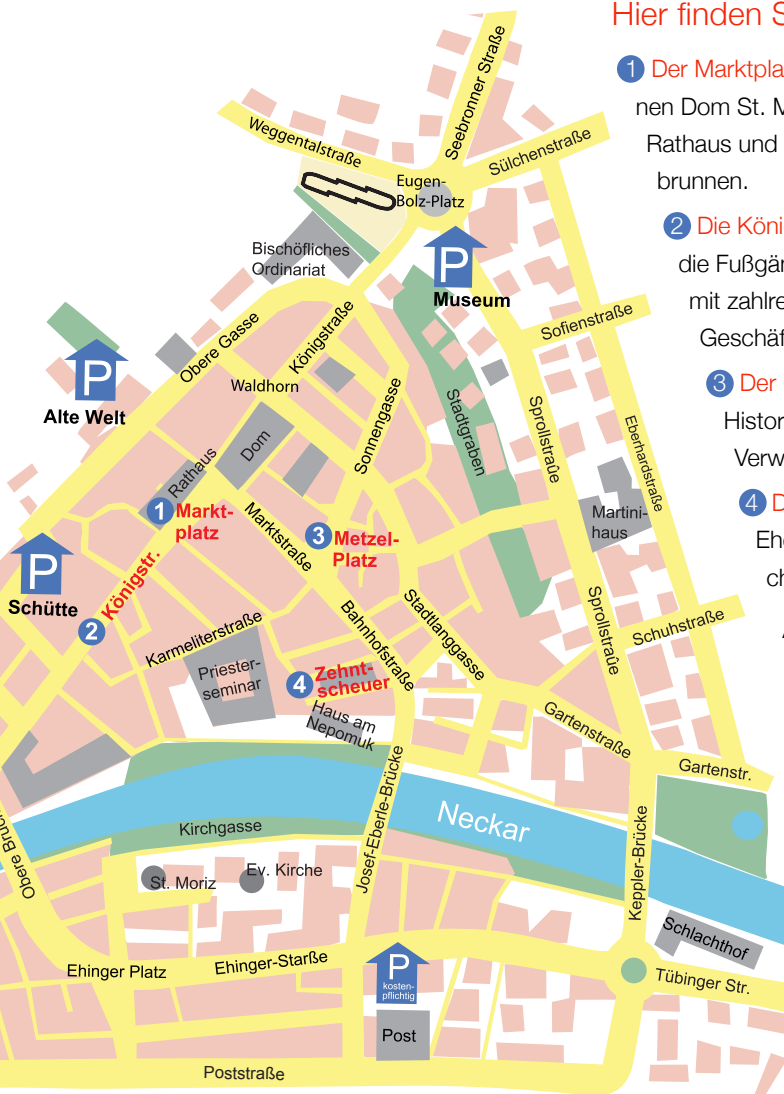 Hier finden S
1 Der Marktpla
nen Dom St. M
Rathaus und
brunnen.
2 Die Köni
die Fußgän
mit zahlre
Geschäf
3 Der
Histor
Verw
4 D
Ehe
ch
Seebronner Straße
Weggentalstraße
Sülchenstraße
Eugen-
Bolz-Platz
Bischöfliches
Ordinariat
P
Museum
Obere Gasse
Königstraße
Sofienstraße
P
Alte Welt
Waldhorn
Sonnengasse
Stadtgraben
Sprollstraûe
Eberhardstraße
Dom
Rathaus
1 Markt-
platz
Marktstraße
3 Metzel-
Platz
Martini-
haus
P
Schütte
Königstr.
2
Karmeliterstraße
Bahnhofstraße
Stadtlanggasse
Sprollstraûe
Schuhstraße
Priester-
seminar
4 Zehnt-
scheuer
Haus am
Nepomuk
Gartenstraße
Gartenstr.
Neckar
Kirchgasse
Josef-Eberle-Brücke
Keppler-Brücke
St. Moriz
Ev. Kirche
Schlachthof
Ehinger Platz
Ehinger-Starße
P
kosten-
pflichtig
Tübinger Str.
Post
Poststraße